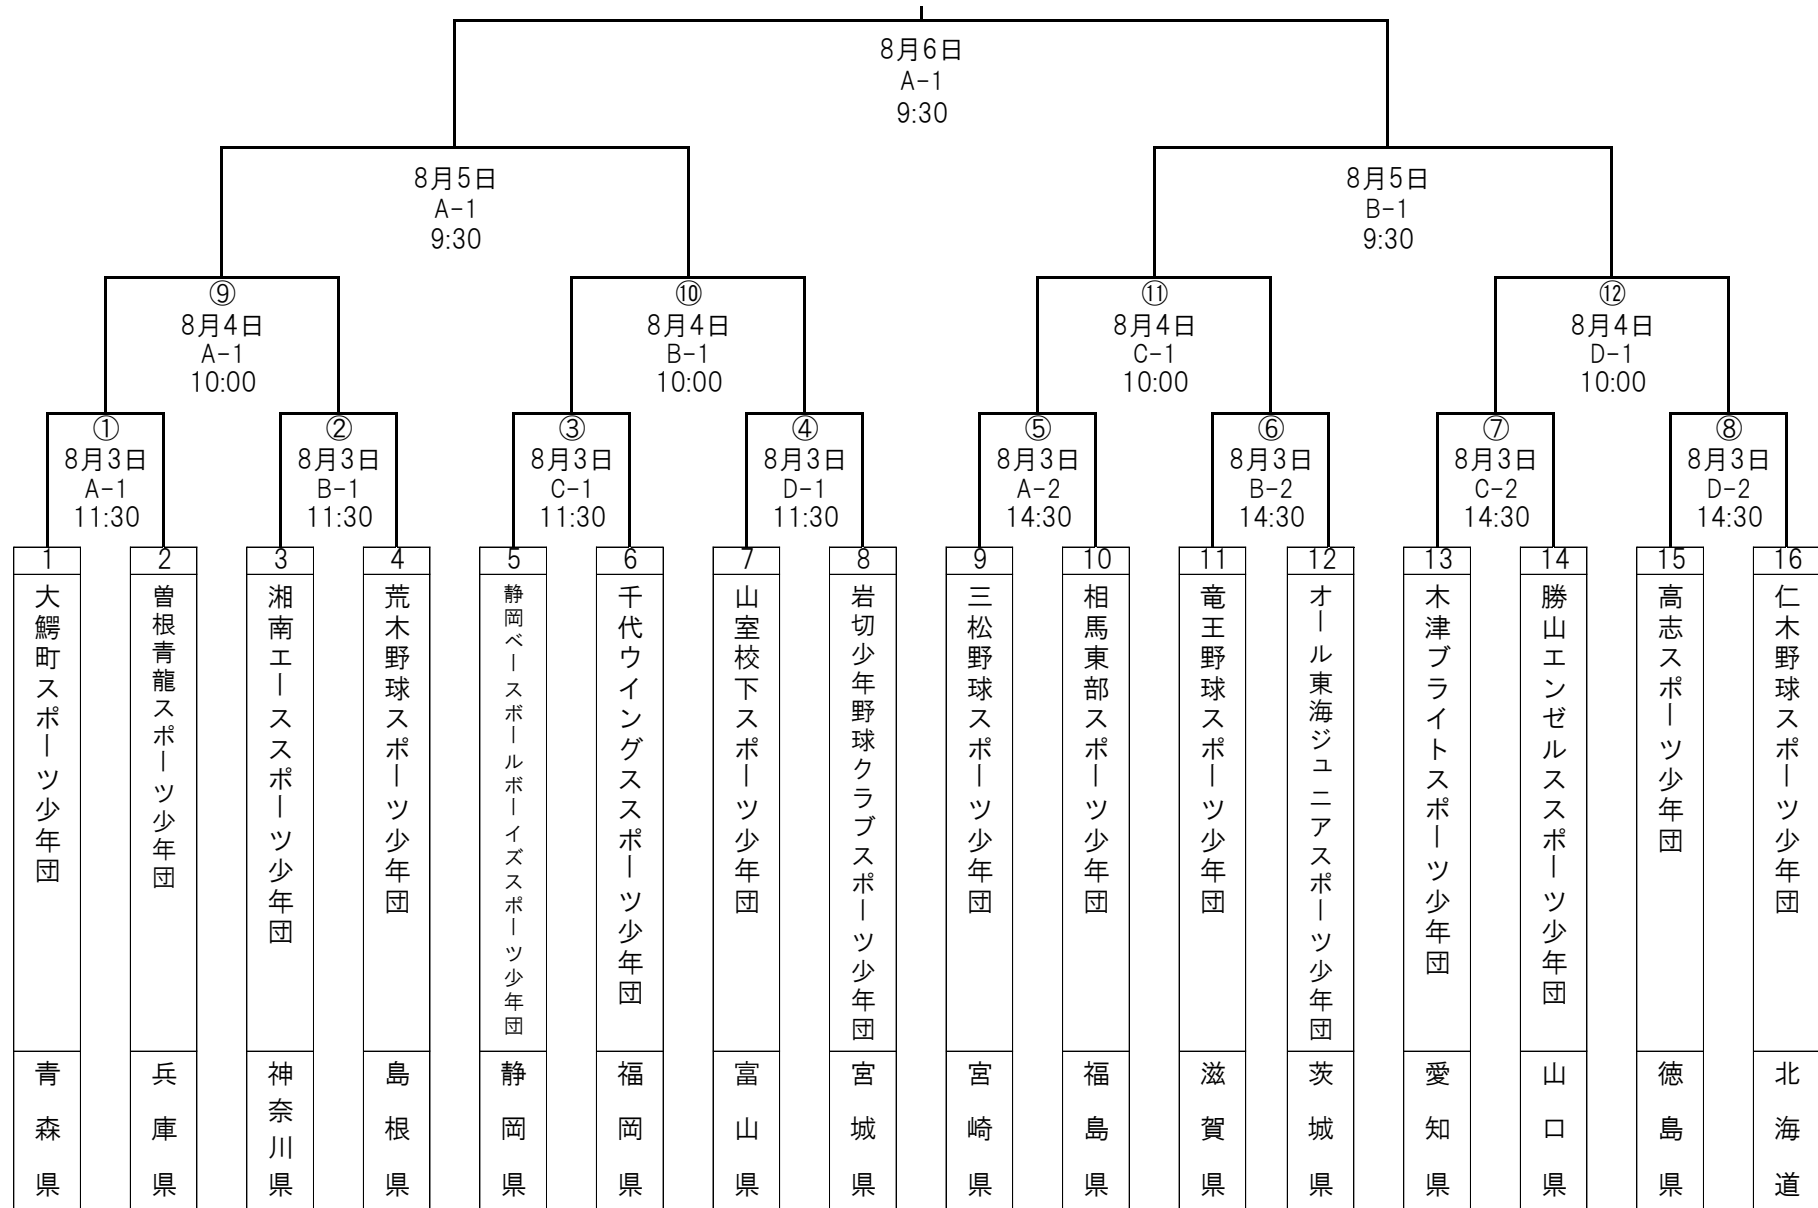 8月6日
A-1
9:30
8月5日
A-1
9:30
8月5日
B-1
9:30
⑨
8月4日
A-1
10:00
⑩
8月4日
B-1
10:00
⑪
8月4日
C-1
10:00
⑫
8月4日
D-1
10:00
①
8月3日
A-1
11:30
②
8月3日
B-1
11:30
③
8月3日
C-1
11:30
④
8月3日
D-1
11:30
⑤
8月3日
A-2
14:30
⑥
8月3日
B-2
14:30
⑦
8月3日
C-2
14:30
⑧
8月3日
D-2
14:30
1
大鰐町スポーツ少年団
青森県
2
曽根青龍スポーツ少年団
兵庫県
3
湘南エーススポーツ少年団
神奈川県
4
荒木野球スポーツ少年団
島根県
5
静岡ベースボールボーイズスポーツ少年団
静岡県
6
千代ウイングススポーツ少年団
福岡県
7
山室校下スポーツ少年団
富山県
8
岩切少年野球クラブスポーツ少年団
宮城県
9
三松野球スポーツ少年団
宮崎県
10
相馬東部スポーツ少年団
福島県
11
竜王野球スポーツ少年団
滋賀県
12
オール東海ジュニアスポーツ少年団
茨城県
13
木津ブライトスポーツ少年団
愛知県
14
勝山エンゼルススポーツ少年団
山口県
15
高志スポーツ少年団
徳島県
16
仁木野球スポーツ少年団
北海道